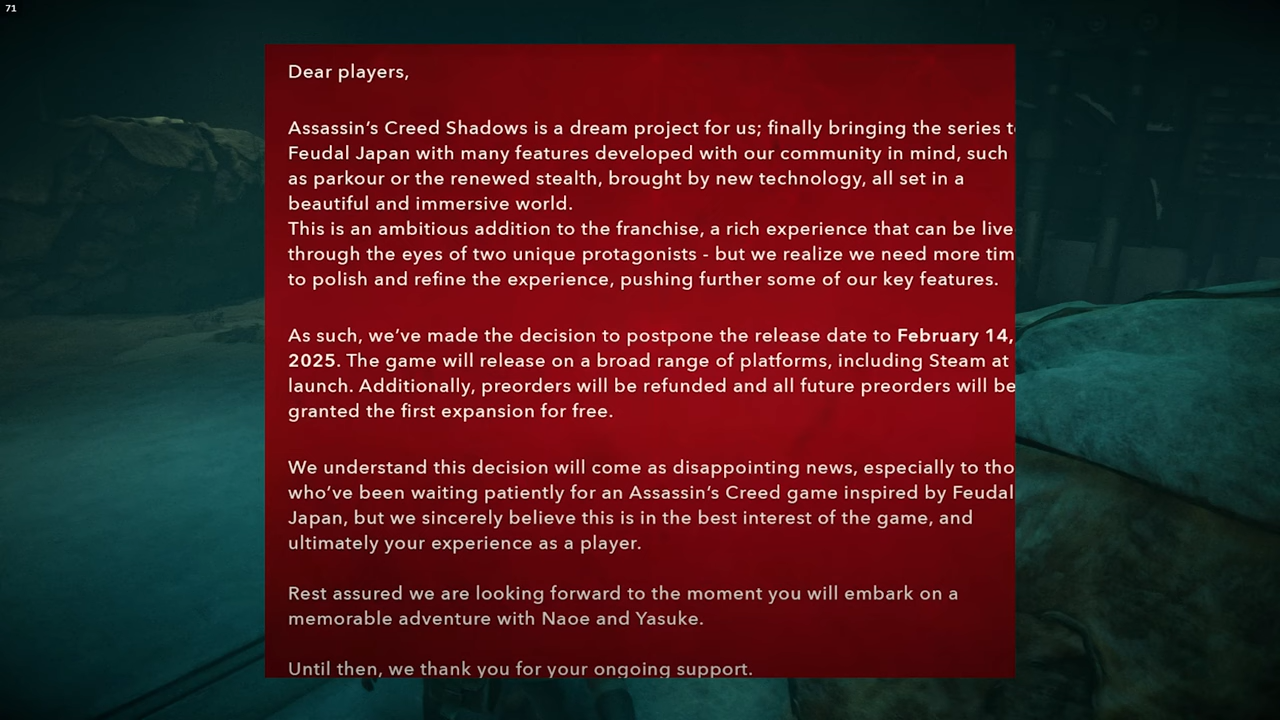 71
Dear players,
Assassin's Creed Shadows is a dream project for us; finally bringing the series t
Feudal Japan with many features developed with our community in mind, such
as parkour or the renewed stealth, brought by new technology, all set in a
beautiful and immersive world.
This is an ambitious addition to the franchise, a rich experience that can be live
through the eyes of two unique protagonists - but we realize we need more tim
to polish and refine the experience, pushing further some of our key features.
As such, we've made the decision to postpone the release date to February 14,
2025. The game will release on a broad range of platforms, including Steam at
launch. Additionally, preorders will be refunded and all future preorders will be
granted the first expansion for free.
We understand this decision will come as disappointing news, especially to tho
who've been waiting patiently for an Assassin's Creed game inspired by Feudal
Japan, but we sincerely believe this is in the best interest of the game, and
ultimately your experience as a player.
Rest assured we are looking forward to the moment you will embark on a
memorable adventure with Naoe and Yasuke.
Until then, we thank you for your ongoing support.